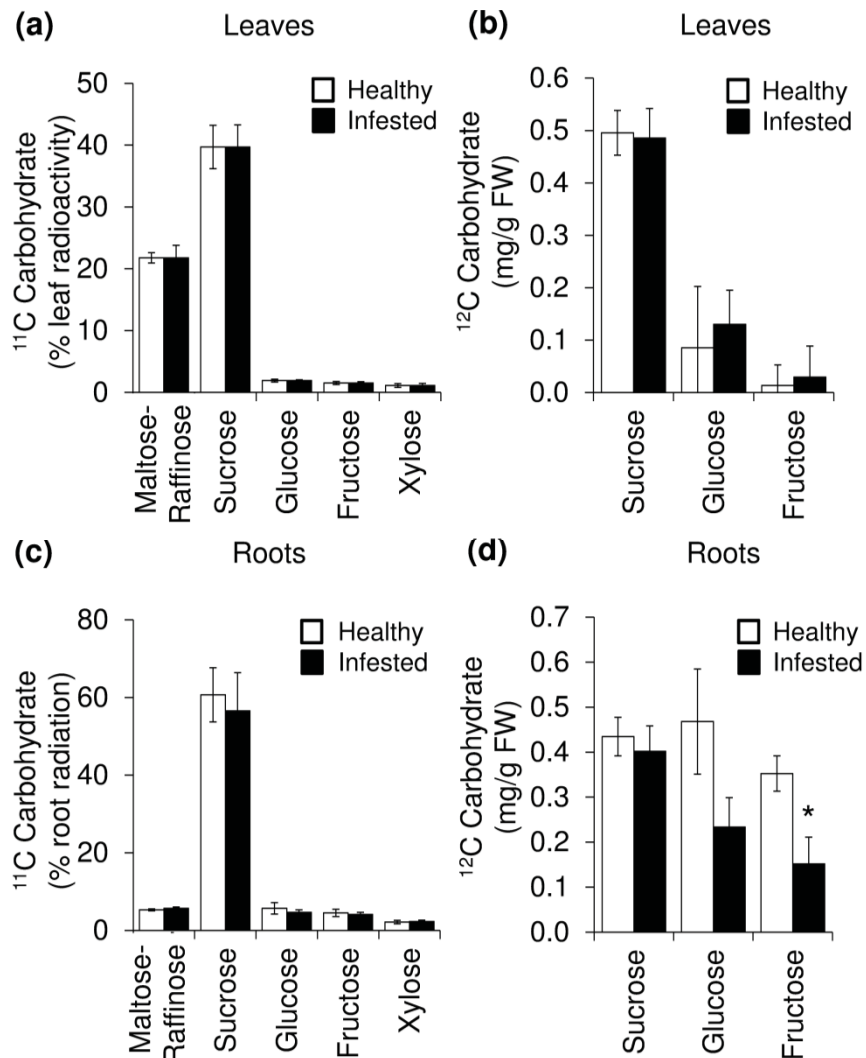 (a)
Leaves
50
40
30
20
10
0
¹¹C Carbohydrate
(% leaf radioactivity)
Healthy
Infested
Maltose-
Raffinose
Sucrose
Glucose
Fructose
Xylose
(b)
Leaves
0.6
0.5
0.4
0.3
0.2
0.1
0.0
¹²C Carbohydrate
(mg/g FW)
Healthy
Infested
Sucrose
Glucose
Fructose
(c)
Roots
80
60
40
20
0
¹¹C Carbohydrate
(% root radiation)
Healthy
Infested
Maltose-
Raffinose
Sucrose
Glucose
Fructose
Xylose
(d)
Roots
0.7
0.6
0.5
0.4
0.3
0.2
0.1
0.0
¹²C Carbohydrate
(mg/g FW)
Healthy
Infested
*
Sucrose
Glucose
Fructose